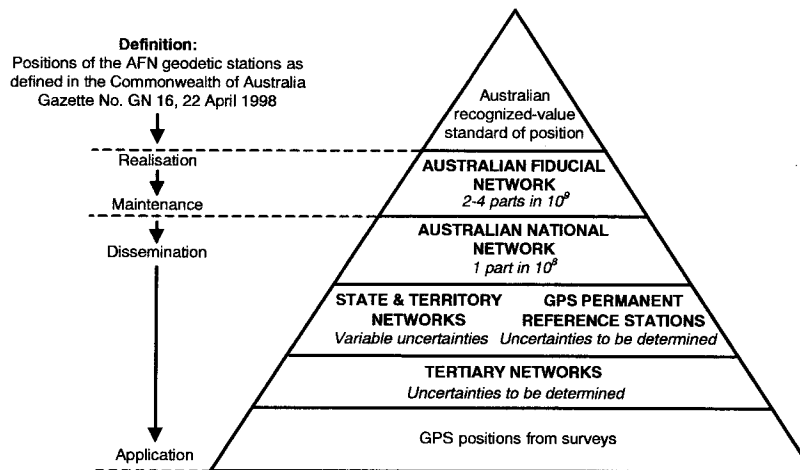 Definition:
Positions of the AFN geodetic stations as
defined in the Commonwealth of Australia
Gazette No. GN 16, 22 April 1998
Realisation
Maintenance
Dissemination
Application
Australian
recognized-value
standard of position
AUSTRALIAN FIDUCIAL
NETWORK
2-4 parts in 10⁹
AUSTRALIAN NATIONAL
NETWORK
1 part in 10⁸
STATE & TERRITORY
NETWORKS
Variable uncertainties
GPS PERMANENT
REFERENCE STATIONS
Uncertainties to be determined
TERTIARY NETWORKS
Uncertainties to be determined
GPS positions from surveys